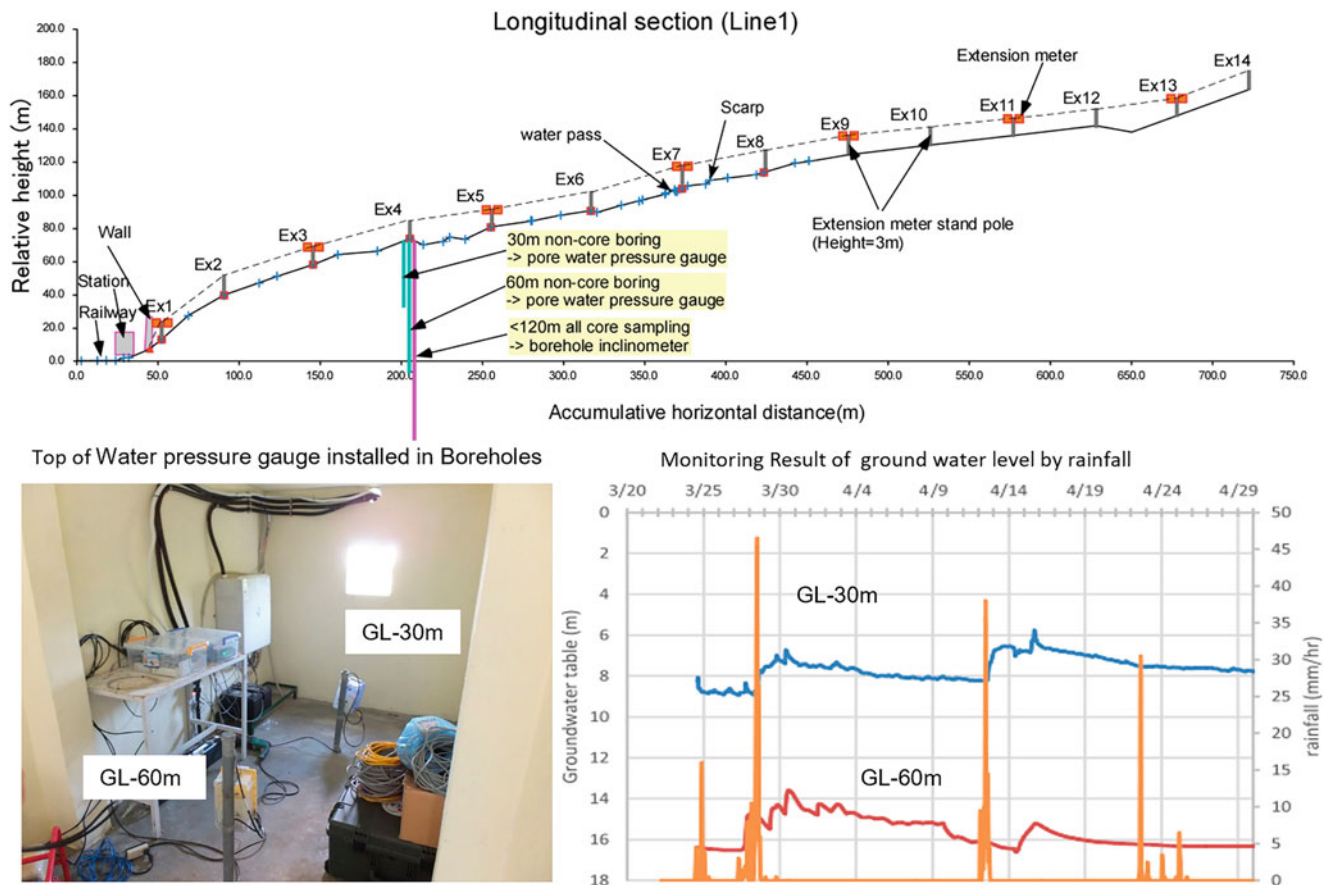 Longitudinal section (Line1)
Relative height (m)
200.0
180.0
160.0
140.0
120.0
100.0
80.0
60.0
40.0
20.0
0.0
0.0
50.0
100.0
150.0
200.0
250.0
300.0
350.0
400.0
450.0
500.0
550.0
600.0
650.0
700.0
750.0
Accumulative horizontal distance(m)
Railway
Station
Wall
Ex1
Ex2
Ex3
Ex4
Ex5
Ex6
Ex7
Ex8
Ex9
Ex10
Ex11
Ex12
Ex13
Ex14
water pass
Scarp
Extension meter
Extension meter stand pole
(Height=3m)
30m non-core boring
-> pore water pressure gauge
60m non-core boring
-> pore water pressure gauge
<120m all core sampling
-> borehole inclinometer
Top of Water pressure gauge installed in Boreholes
GL-30m
GL-60m
Monitoring Result of ground water level by rainfall
3/20
3/25
3/30
4/4
4/9
4/14
4/19
4/24
4/29
Groundwater table (m)
0
2
4
6
8
10
12
14
16
18
GL-30m
GL-60m
50
45
40
35
30
25
20
15
10
5
0
rainfall (mm/hr)